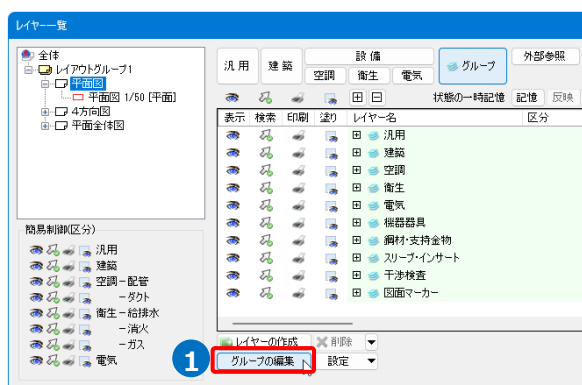 レイヤー一覧
全体
レイアウトグループ1
平面図
平面図 1/50 [平面]
4方向図
平面全体図
簡易制御(区分)
汎用
建築
空調－配管
－ダクト
衛生－給排水
－消火
－ガス
電気
汎用 建築 設備 グループ 外部参照
空調 衛生 電気
状態の一時記憶 記憶 反映
表示 検索 印刷 塗り レイヤー名 区分
汎用
建築
空調
衛生
電気
機器器具
鋼材・支持金物
スリーブ・インサート
干渉検査
図面マーカー
レイヤーの作成 削除
1 グループの編集 設定